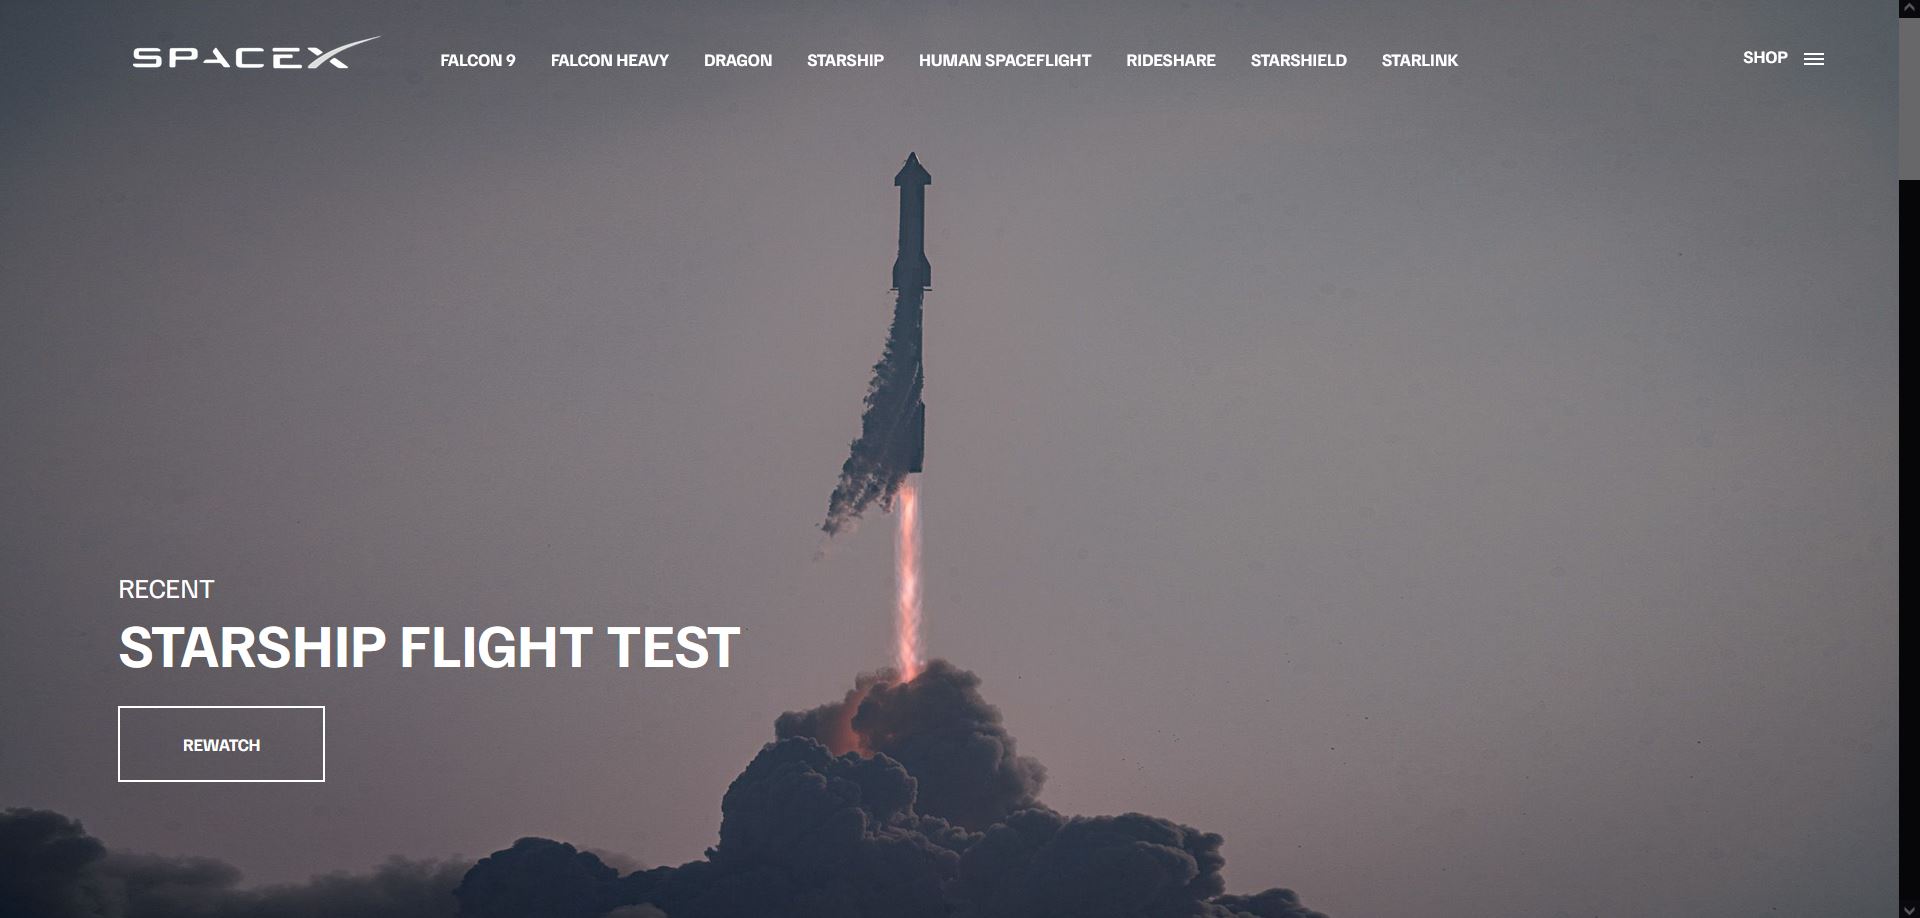 SPACEX FALCON 9 FALCON HEAVY DRAGON STARSHIP HUMAN SPACEFLIGHT RIDESHARE STARSHIELD STARLINK SHOP
RECENT
STARSHIP FLIGHT TEST
REWATCH